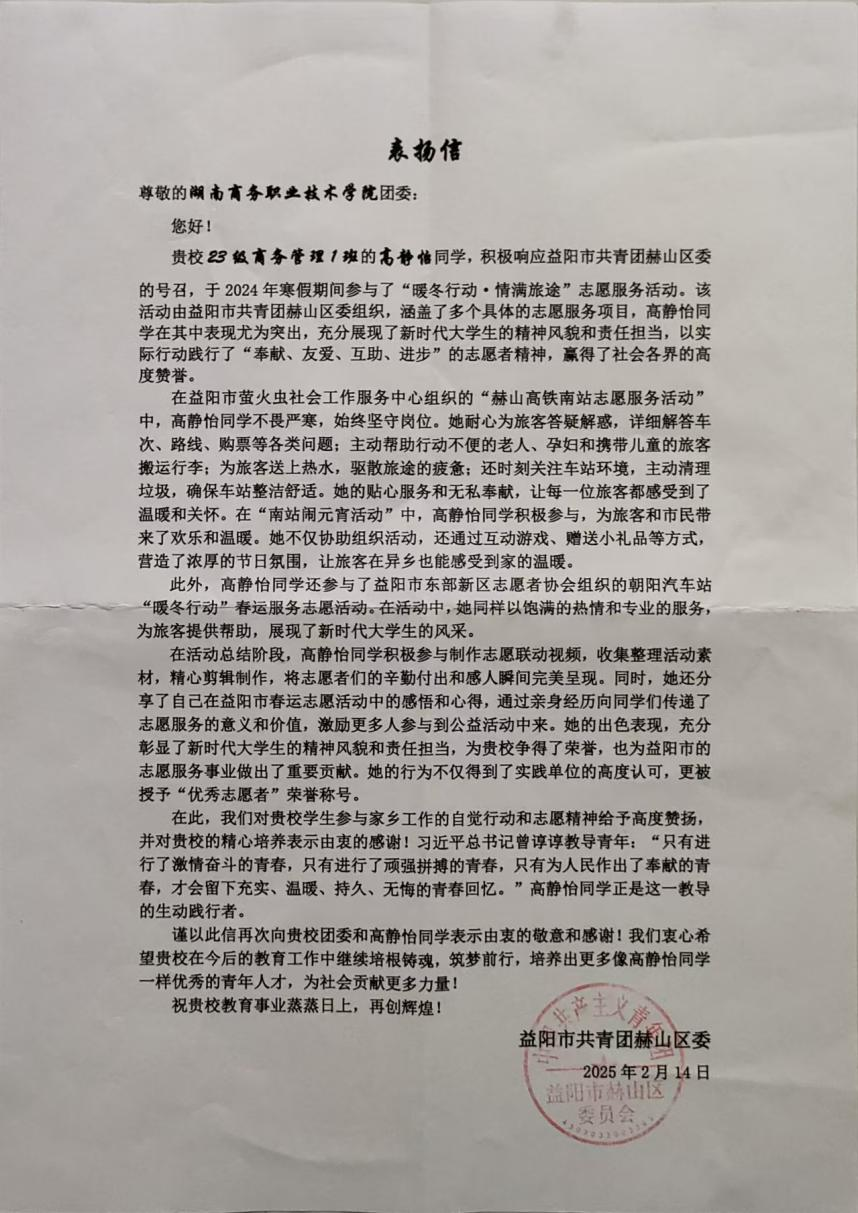 表扬信
尊敬的湖南商务职业技术学院团委：
您好！
贵校23级商务管理1班的高静怡同学，积极响应益阳市共青团赫山区委
的号召，于2024年寒假期间参与了“暖冬行动·情满旅途”志愿服务活动。该
活动由益阳市共青团赫山区委组织，涵盖了多个具体的志愿服务项目，高静怡同
学在其中表现尤为突出，充分展现了新时代大学生的精神风貌和责任担当，以实
际行动践行了“奉献、友爱、互助、进步”的志愿者精神，赢得了社会各界的高
度赞誉。
在益阳市萤火虫社会工作服务中心组织的“赫山高铁南站志愿服务活动”
中，高静怡同学不畏严寒，始终坚守岗位。她耐心为旅客答疑解惑，详细解答车
次、路线、购票等各类问题；主动帮助行动不便的老人、孕妇和携带儿童的旅客
搬运行李；为旅客送上热水，驱散旅途的疲惫；还时刻关注车站环境，主动清理
垃圾，确保车站整洁舒适。她的贴心服务和无私奉献，让每一位旅客都感受到了
温暖和关怀。在“南站闹元宵活动”中，高静怡同学积极参与，为旅客和市民带
来了欢乐和温暖。她不仅协助组织活动，还通过互动游戏、赠送小礼品等方式，
营造了浓厚的节日氛围，让旅客在异乡也能感受到家的温暖。
此外，高静怡同学还参与了益阳市东部新区志愿者协会组织的朝阳汽车站
“暖冬行动”春运服务志愿活动。在活动中，她同样以饱满的热情和专业的服务，
为旅客提供帮助，展现了新时代大学生的风采。
在活动总结阶段，高静怡同学积极参与制作志愿联动视频，收集整理活动素
材，精心剪辑制作，将志愿者们的辛勤付出和感人瞬间完美呈现。同时，她还分
享了自己在益阳市春运志愿活动中的感悟和心得，通过亲身经历向同学们传递了
志愿服务的意义和价值，激励更多人参与到公益活动中来。她的出色表现，充分
彰显了新时代大学生的精神风貌和责任担当，为贵校争得了荣誉，也为益阳市的
志愿服务事业做出了重要贡献。她的行为不仅得到了实践单位的高度认可，更被
授予“优秀志愿者”荣誉称号。
在此，我们对贵校学生参与家乡工作的自觉行动和志愿精神给予高度赞扬，
并对贵校的精心培养表示由衷的感谢！习近平总书记曾谆谆教导青年：“只有进
行了激情奋斗的青春，只有进行了顽强拼搏的青春，只有为人民作出了奉献的青
春，才会留下充实、温暖、持久、无悔的青春回忆。”高静怡同学正是这一教导
的生动践行者。
谨以此信再次向贵校团委和高静怡同学表示由衷的敬意和感谢！我们衷心希
望贵校在今后的教育工作中继续培根铸魂，筑梦前行，培养出更多像高静怡同学
一样优秀的青年人才，为社会贡献更多力量！
祝贵校教育事业蒸蒸日上，再创辉煌！
益阳市共青团赫山区委
2025年2月14日
中国共产主义青年团
益阳市赫山区
委员会